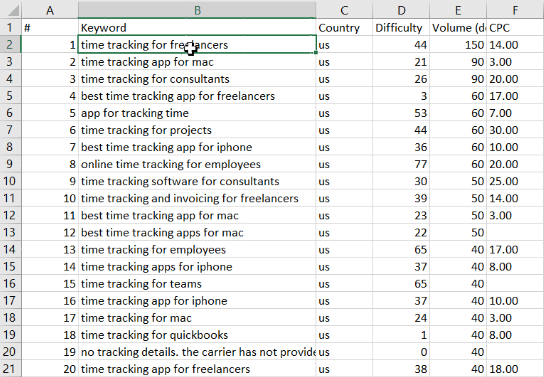 A B C D E F
1 # Keyword Country Difficulty Volume (d CPC
2 1 time tracking for freelancers us 44 150 14.00
3 2 time tracking app for mac us 21 90 3.00
4 3 time tracking for consultants us 26 90 20.00
5 4 best time tracking app for freelancers us 3 60 17.00
6 5 app for tracking time us 53 60 7.00
7 6 time tracking for projects us 44 60 30.00
8 7 best time tracking app for iphone us 36 60 10.00
9 8 online time tracking for employees us 77 60 20.00
10 9 time tracking software for consultants us 30 50 25.00
11 10 time tracking and invoicing for freelancers us 39 50 14.00
12 11 best time tracking app for mac us 23 50 3.00
13 12 best time tracking apps for mac us 22 50
14 13 time tracking for employees us 65 40 17.00
15 14 time tracking apps for iphone us 37 40 8.00
16 15 time tracking for teams us 65 40
17 16 time tracking app for iphone us 37 40 10.00
18 17 time tracking for mac us 24 40 3.00
19 18 time tracking for quickbooks us 1 40 8.00
20 19 no tracking details. the carrier has not provide us 0 40
21 20 time tracking app for freelancers us 38 40 18.00